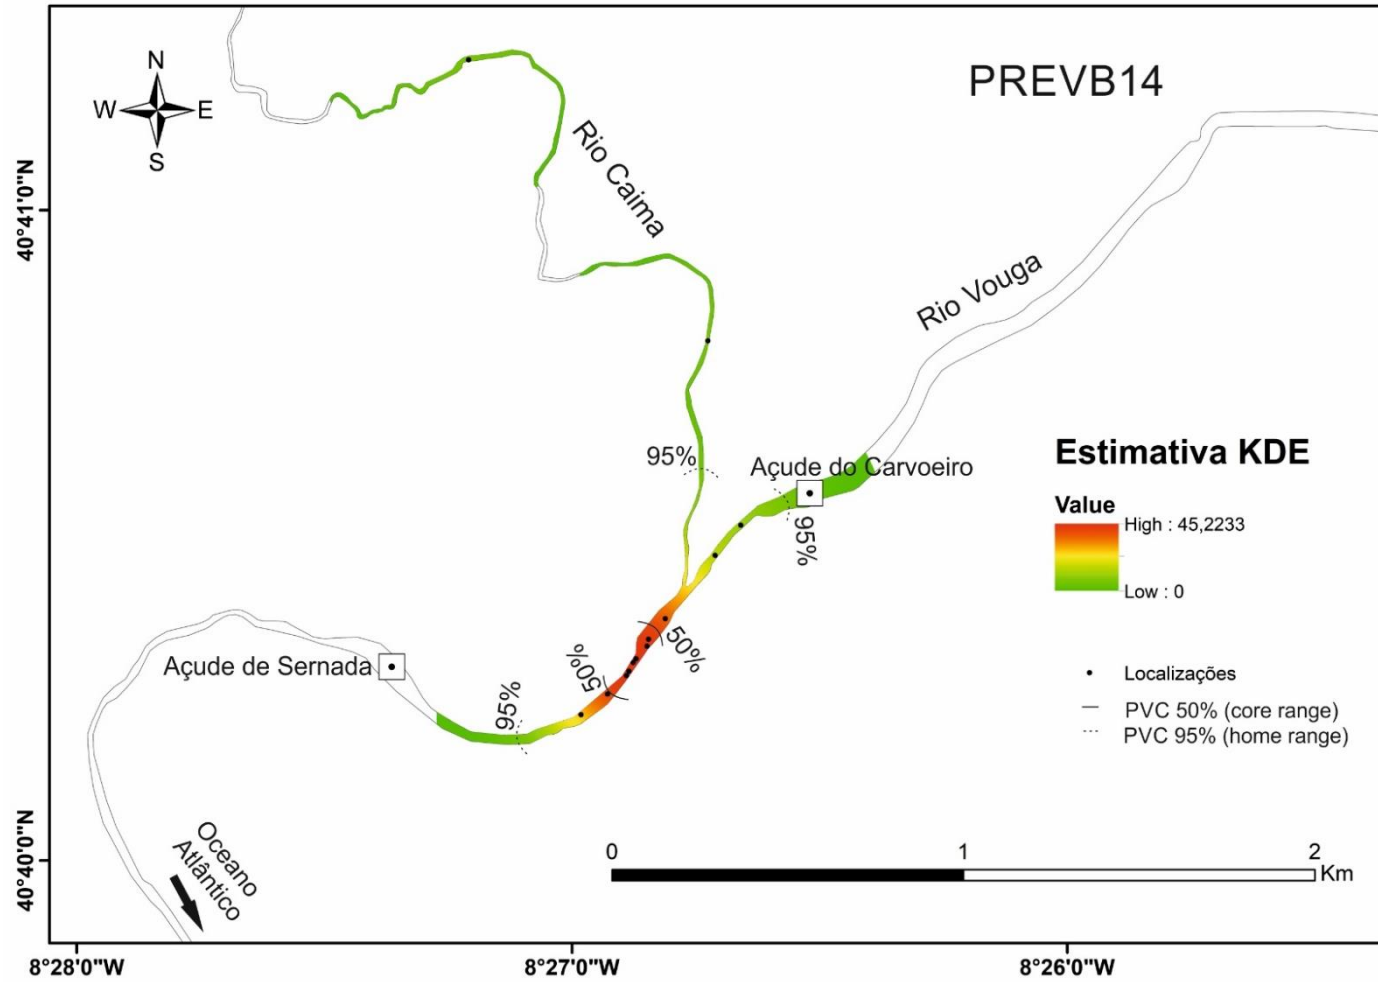 PREVB14
N
W E
S
Rio Caima
Rio Vouga
40°41'0"N
95%
Açude do Carvoeiro
95%
Estimativa KDE
Value
High : 45,2233
Low : 0
50%
50%
Açude de Sernada
95%
Localizações
PVC 50% (core range)
PVC 95% (home range)
40°40'0"N
Oceano
Atlântico
0 1 2
Km
8°28'0"W 8°27'0"W 8°26'0"W